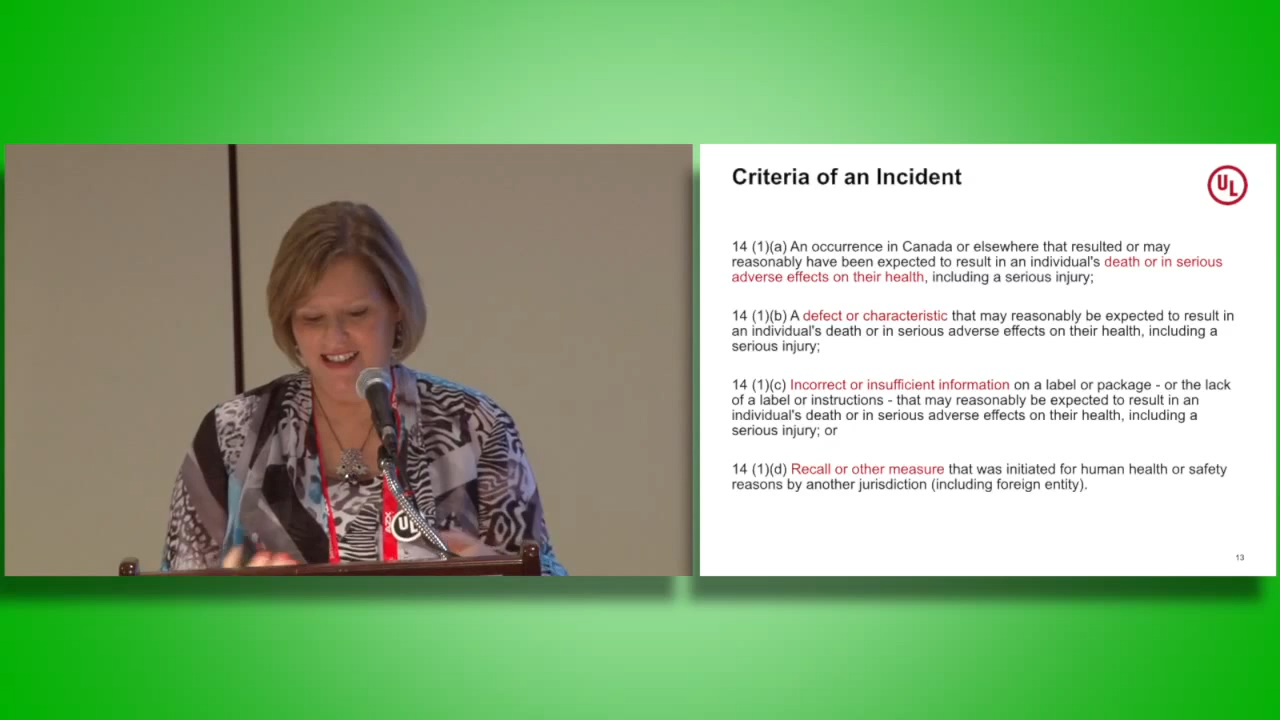 Criteria of an Incident
UL
14 (1)(a) An occurrence in Canada or elsewhere that resulted or may
reasonably have been expected to result in an individual's death or in serious
adverse effects on their health, including a serious injury;
14 (1)(b) A defect or characteristic that may reasonably be expected to result in
an individual's death or in serious adverse effects on their health, including a
serious injury;
14 (1)(c) Incorrect or insufficient information on a label or package - or the lack
of a label or instructions - that may reasonably be expected to result in an
individual's death or in serious adverse effects on their health, including a
serious injury; or
14 (1)(d) Recall or other measure that was initiated for human health or safety
reasons by another jurisdiction (including foreign entity).
13
UL